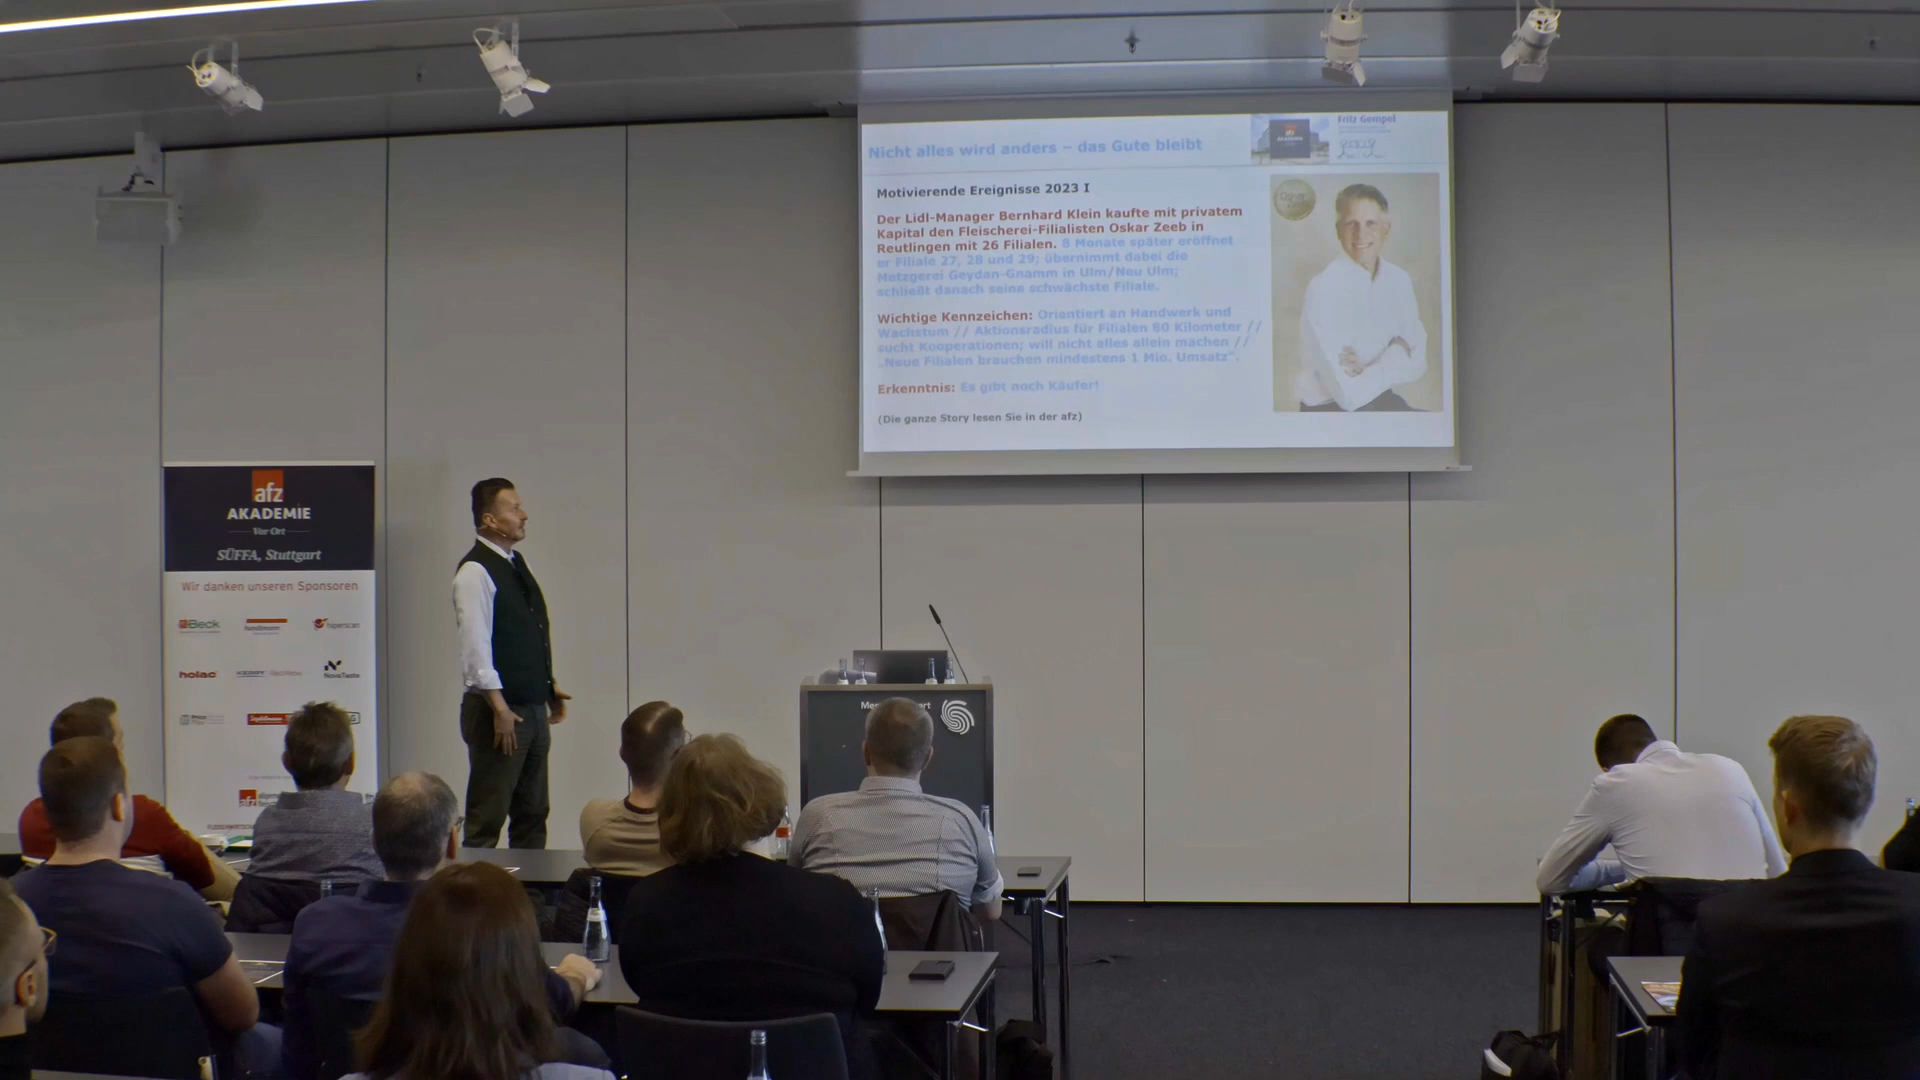 Nicht alles wird anders – das Gute bleibt
afz
AKADEMIE
Fritz Gempel
Motivierende Ereignisse 2023 I
Der Lidl-Manager Bernhard Klein kaufte mit privatem
Kapital den Fleischerei-Filialisten Oskar Zeeb in
Reutlingen mit 26 Filialen. 8 Monate später eröffnet
er Filiale 27, 28 und 29; übernimmt dabei die
Metzgerei Geydan-Gnamm in Ulm/Neu Ulm;
schließt danach seine schwächste Filiale.
Wichtige Kennzeichen: Orientiert an Handwerk und
Wachstum // Aktionsradius für Filialen 80 Kilometer //
sucht Kooperationen; will nicht alles allein machen //
„Neue Filialen brauchen mindestens 1 Mio. Umsatz“.
Erkenntnis: Es gibt noch Käufer!
(Die ganze Story lesen Sie in der afz)
afz
AKADEMIE
Vor Ort
SÜFFA, Stuttgart
Wir danken unseren Sponsoren
Beck
handtmann
hiperscan
holac
NovaTaste
afz